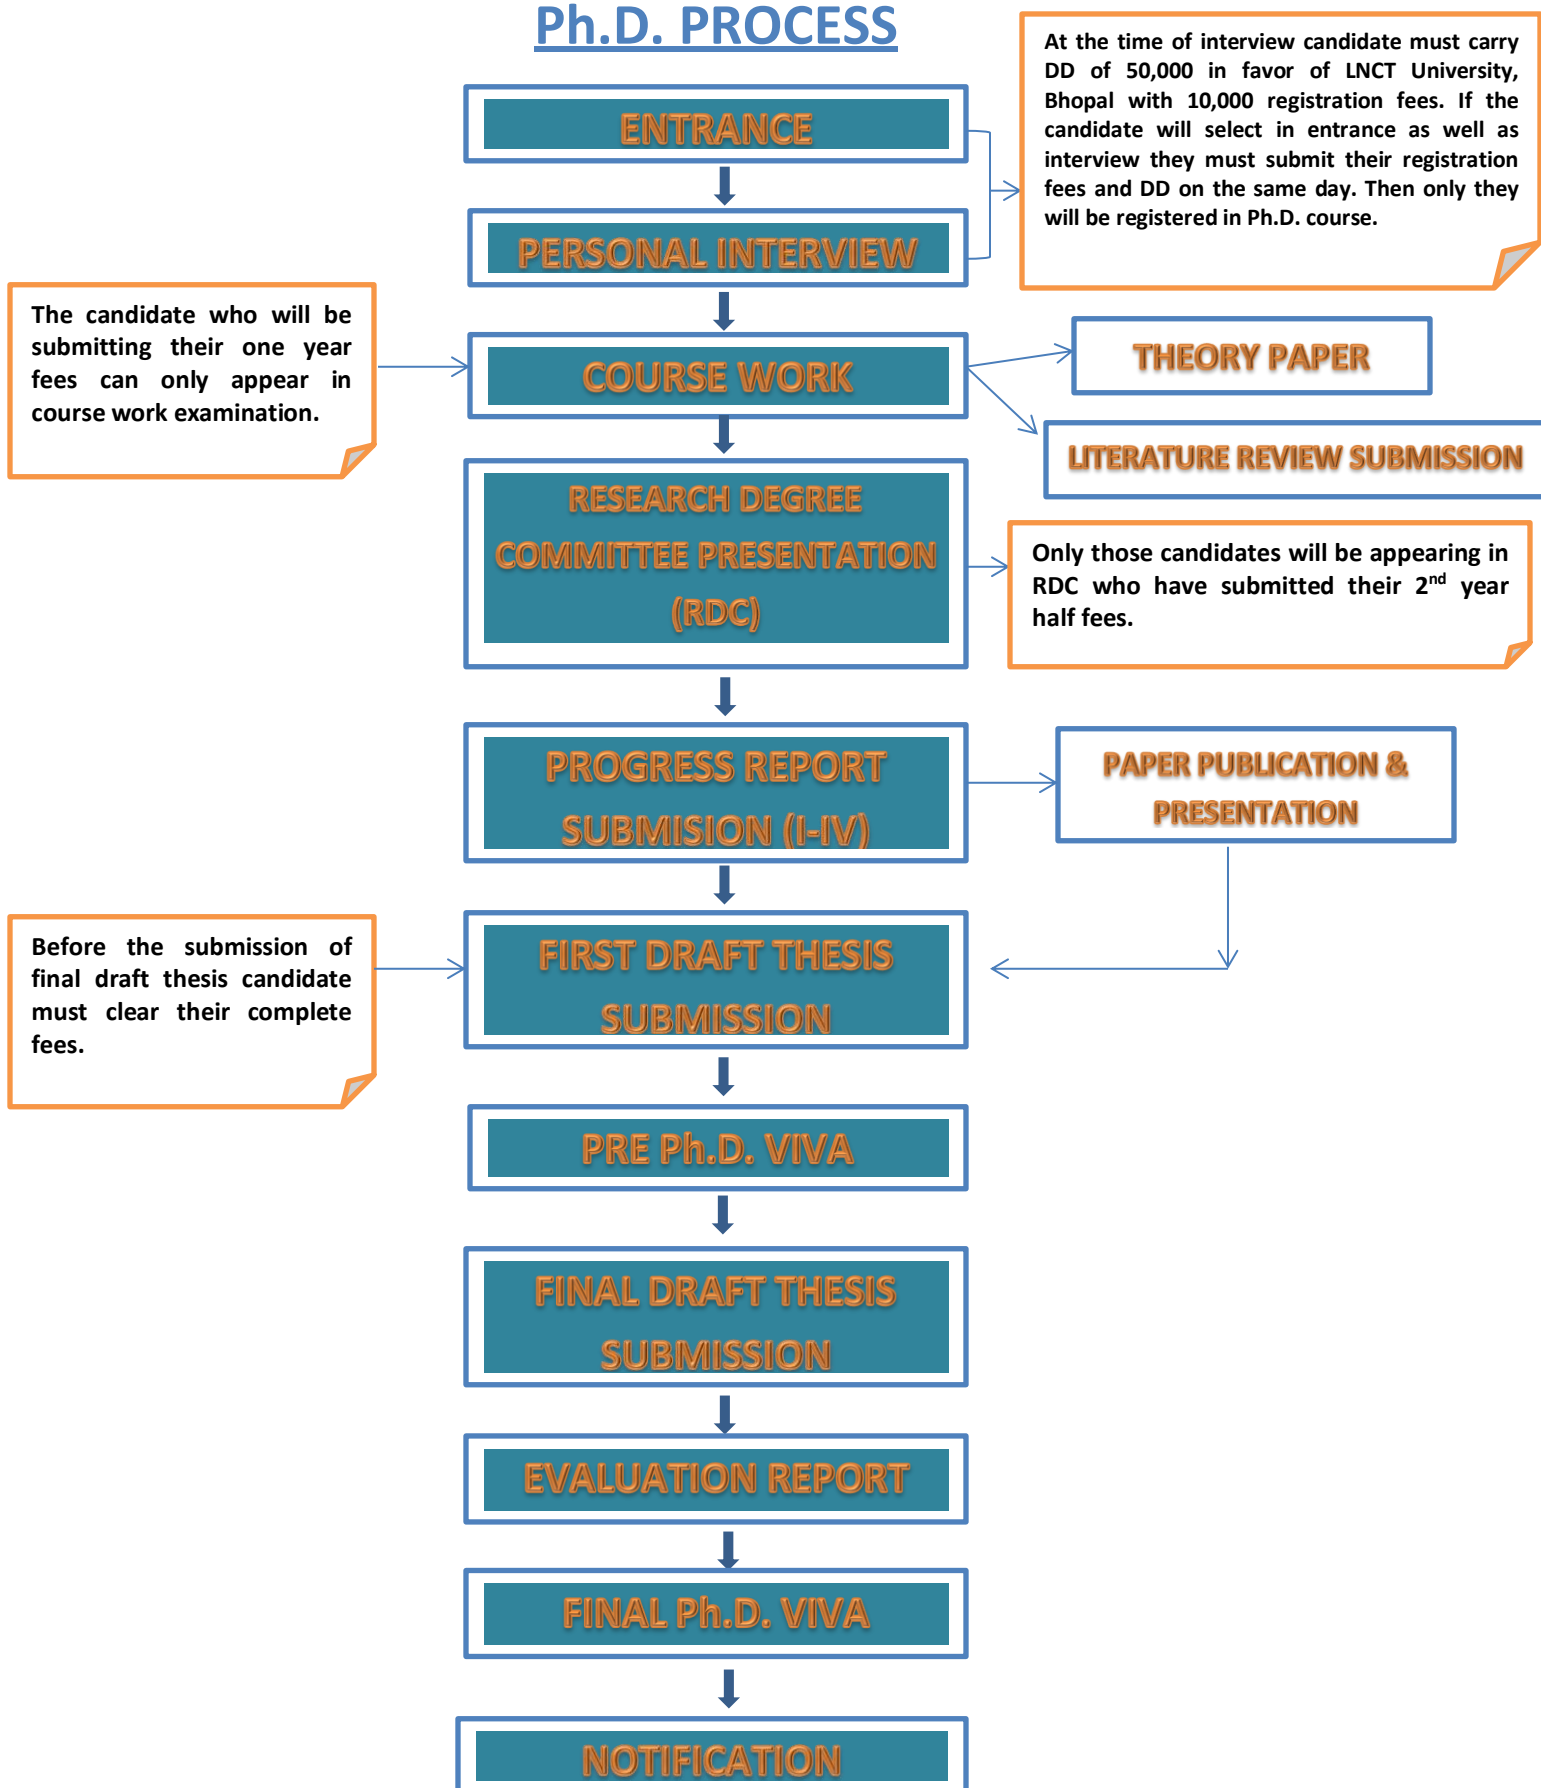 Ph.D. PROCESS
At the time of interview candidate must carry
DD of 50,000 in favor of LNCT University,
Bhopal with 10,000 registration fees. If the
candidate will select in entrance as well as
interview they must submit their registration
fees and DD on the same day. Then only they
will be registered in Ph.D. course.
ENTRANCE
PERSONAL INTERVIEW
The candidate who will be
submitting their one year
fees can only appear in
course work examination.
COURSE WORK
THEORY PAPER
LITERATURE REVIEW SUBMISSION
RESEARCH DEGREE
COMMITTEE PRESENTATION
(RDC)
Only those candidates will be appearing in
RDC who have submitted their 2nd year
half fees.
PROGRESS REPORT
SUBMISION (I-IV)
PAPER PUBLICATION &
PRESENTATION
Before the submission of
final draft thesis candidate
must clear their complete
fees.
FIRST DRAFT THESIS
SUBMISSION
PRE Ph.D. VIVA
FINAL DRAFT THESIS
SUBMISSION
EVALUATION REPORT
FINAL Ph.D. VIVA
NOTIFICATION